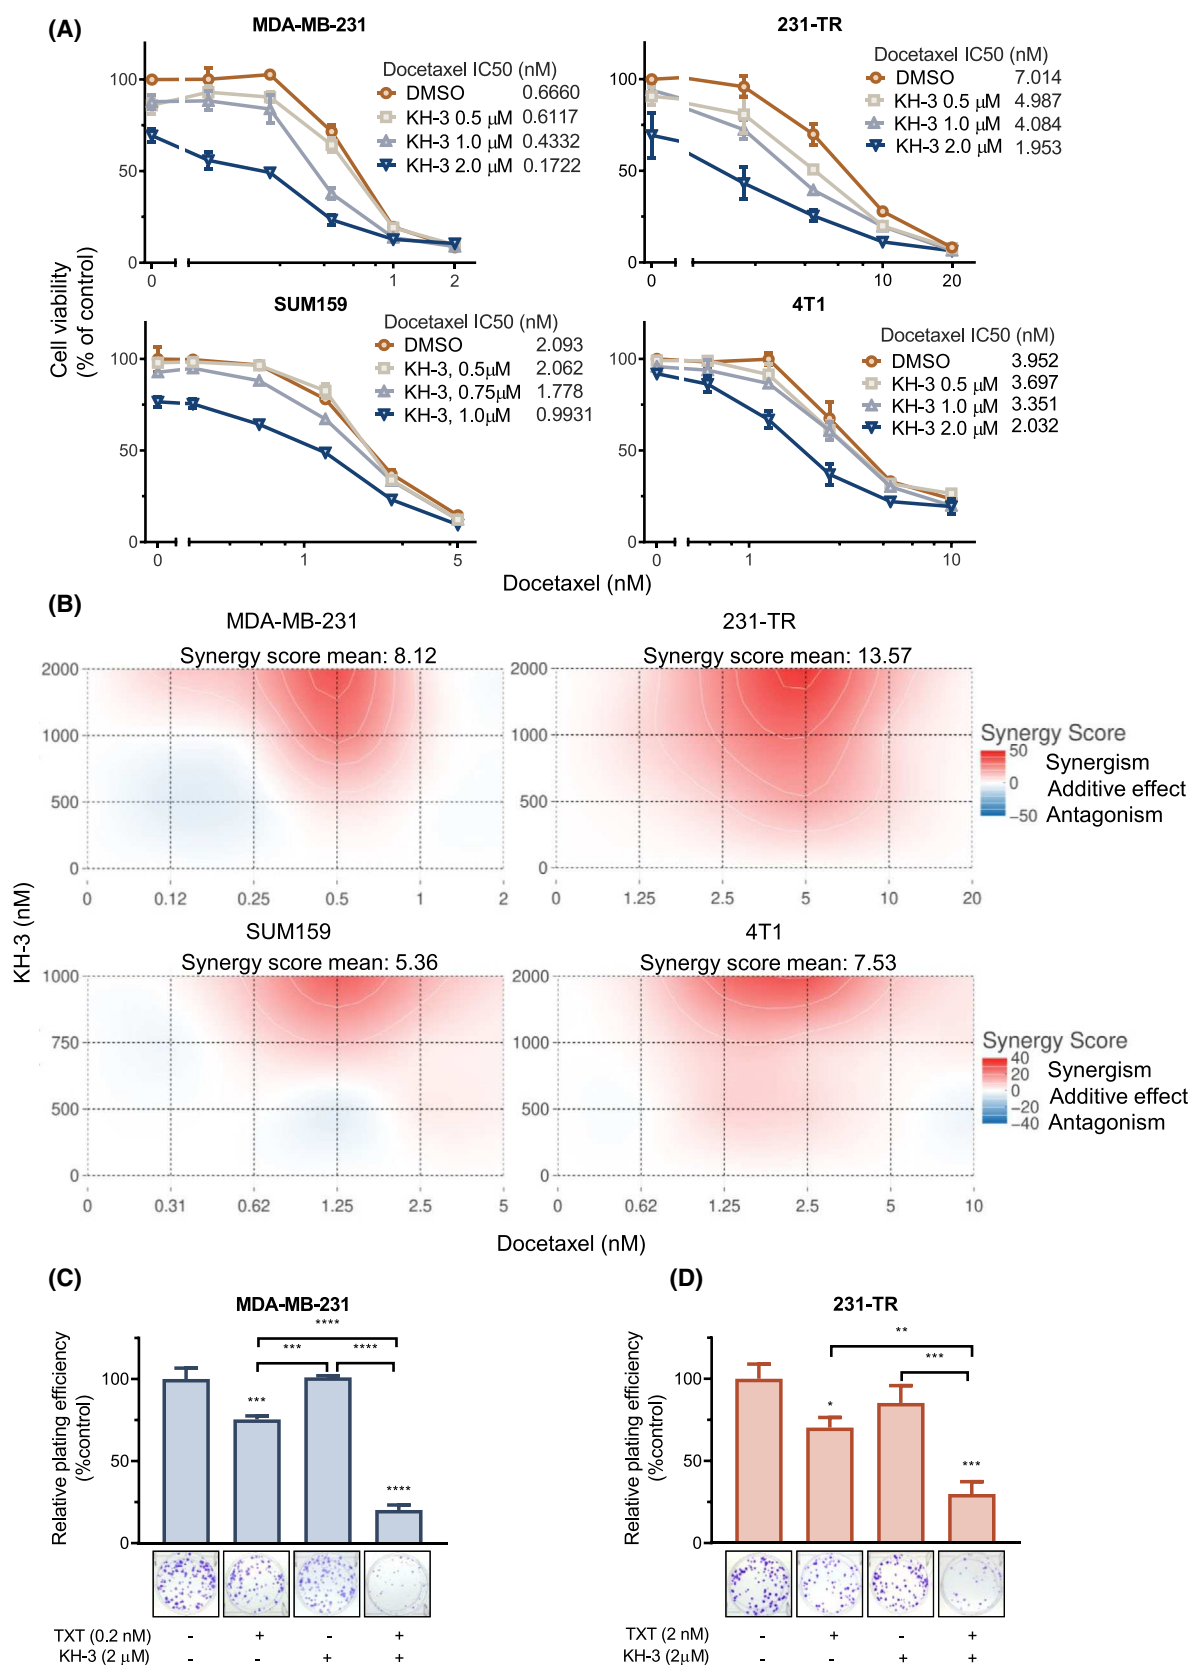 (A)
MDA-MB-231
Docetaxel IC50 (nM)
DMSO 0.6660
KH-3 0.5 μM 0.6117
KH-3 1.0 μM 0.4332
KH-3 2.0 μM 0.1722
100
50
0
0 1 2
231-TR
Docetaxel IC50 (nM)
DMSO 7.014
KH-3 0.5 μM 4.987
KH-3 1.0 μM 4.084
KH-3 2.0 μM 1.953
100
50
0
0 10 20
Cell viability
(% of control)
SUM159
Docetaxel IC50 (nM)
DMSO 2.093
KH-3, 0.5μM 2.062
KH-3, 0.75μM 1.778
KH-3, 1.0μM 0.9931
100
50
0
0 1 5
4T1
Docetaxel IC50 (nM)
DMSO 3.952
KH-3 0.5 μM 3.697
KH-3 1.0 μM 3.351
KH-3 2.0 μM 2.032
100
50
0
0 1 10
Docetaxel (nM)
(B)
MDA-MB-231
Synergy score mean: 8.12
2000
1000
500
0
0 0.12 0.25 0.5 1 2
231-TR
Synergy score mean: 13.57
2000
1000
500
0
0 1.25 2.5 5 10 20
Synergy Score
50 Synergism
0 Additive effect
-50 Antagonism
KH-3 (nM)
SUM159
Synergy score mean: 5.36
1000
750
500
0
0 0.31 0.62 1.25 2.5 5
4T1
Synergy score mean: 7.53
2000
1000
500
0
0 0.62 1.25 2.5 5 10
Synergy Score
40
20 Synergism
0 Additive effect
-20
-40 Antagonism
Docetaxel (nM)
(C)
MDA-MB-231
Relative plating efficiency
(%control)
100
50
0
****
*** ****
***
****
TXT (0.2 nM) - + - +
KH-3 (2 μM) - - + +
(D)
231-TR
Relative plating efficiency
(%control)
100
50
0
**
***
*
***
TXT (2 nM) - + - +
KH-3 (2μM) - - + +